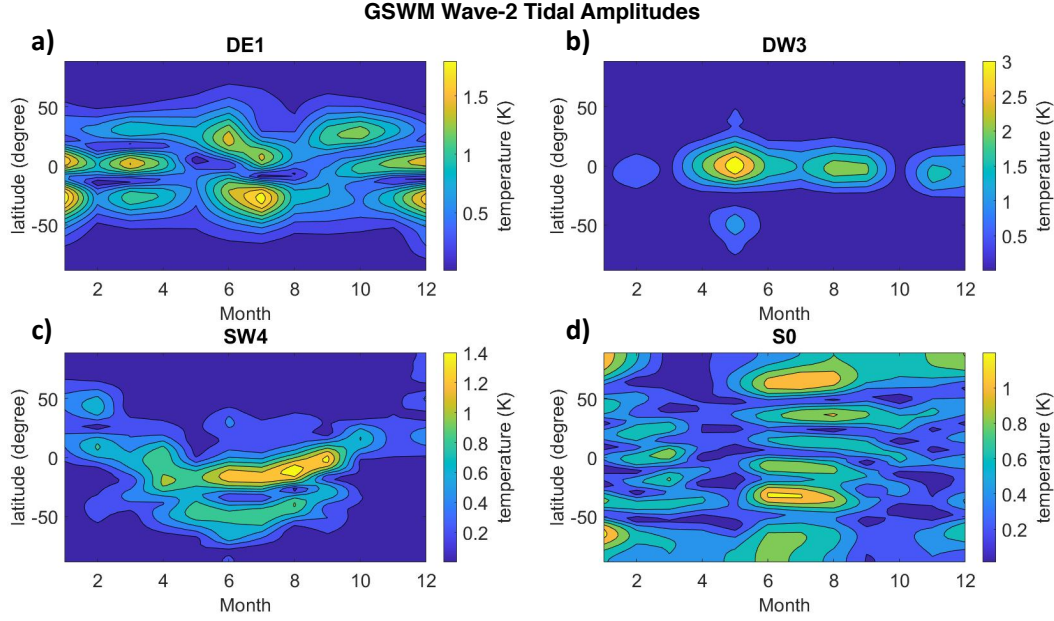 GSWM Wave-2 Tidal Amplitudes
a)
DE1
latitude (degree)
50
0
-50
2
4
6
8
10
12
Month
1.5
1
0.5
temperature (K)
b)
DW3
latitude (degree)
50
0
-50
2
4
6
8
10
12
Month
3
2.5
2
1.5
1
0.5
temperature (K)
c)
SW4
latitude (degree)
50
0
-50
2
4
6
8
10
12
Month
1.4
1.2
1
0.8
0.6
0.4
0.2
temperature (K)
d)
S0
latitude (degree)
50
0
-50
2
4
6
8
10
12
Month
1
0.8
0.6
0.4
0.2
temperature (K)